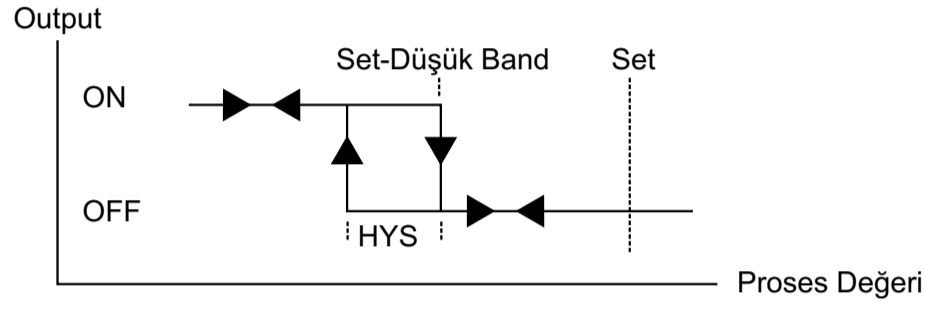 Output
Set-Düşük Band
Set
ON
OFF
HYS
Proses Değeri